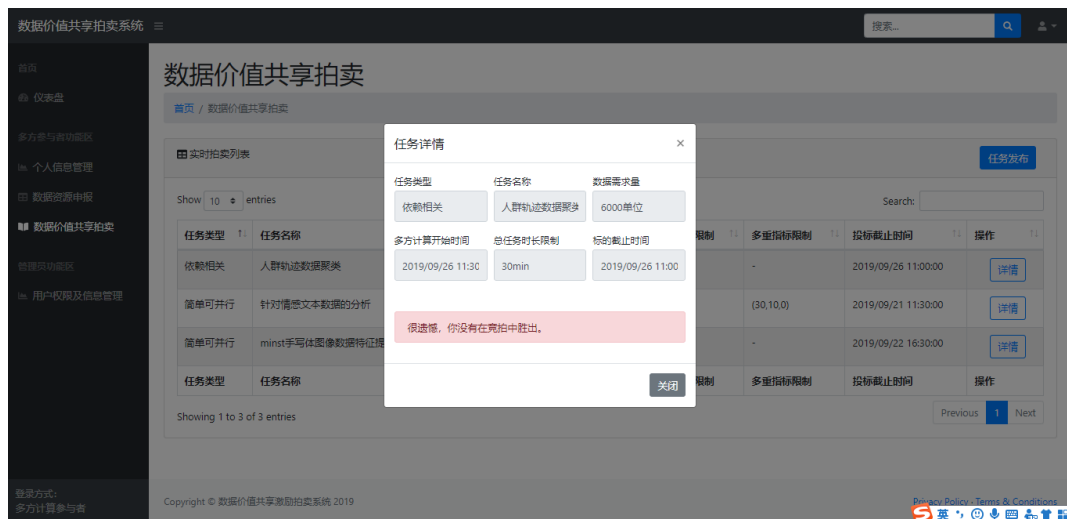 数据价值共享拍卖系统
搜索...
首页
仪表盘
多方参与者功能区
个人信息管理
数据资源申报
数据价值共享拍卖
管理员功能区
用户权限及信息管理
登录方式:
多方计算参与者
数据价值共享拍卖
首页 / 数据价值共享拍卖
实时拍卖列表
任务发布
Show 10 entries
Search:
任务类型 任务名称 限制 多重指标限制 投标截止时间 操作
依赖相关 人群轨迹数据聚类 - 2019/09/26 11:00:00 详情
简单可并行 针对情感文本数据的分析 (30,10,0) 2019/09/21 11:30:00 详情
简单可并行 minst手写体图像数据特征提 - 2019/09/22 16:30:00 详情
任务类型 任务名称 限制 多重指标限制 投标截止时间 操作
Showing 1 to 3 of 3 entries
Previous 1 Next
任务详情 ×
任务类型 任务名称 数据需求量
依赖相关 人群轨迹数据聚类 6000单位
多方计算开始时间 总任务时长限制 标的截止时间
2019/09/26 11:30 30min 2019/09/26 11:00
很遗憾，你没有在竞拍中胜出。
关闭
Copyright © 数据价值共享激励拍卖系统 2019
Privacy Policy · Terms & Conditions
英